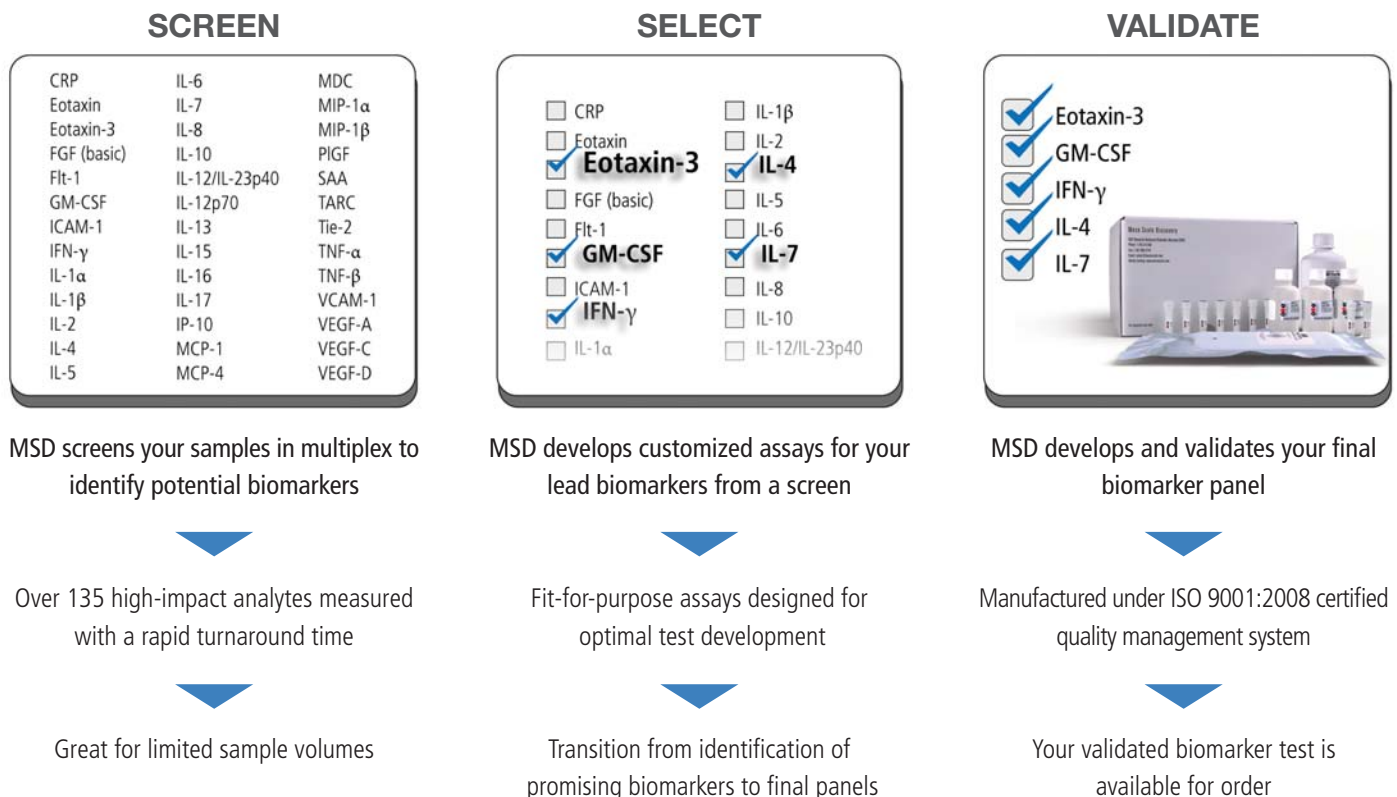 SCREEN
CRP IL-6 MDC
Eotaxin IL-7 MIP-1α
Eotaxin-3 IL-8 MIP-1β
FGF (basic) IL-10 PlGF
Flt-1 IL-12/IL-23p40 SAA
GM-CSF IL-12p70 TARC
ICAM-1 IL-13 Tie-2
IFN-γ IL-15 TNF-α
IL-1α IL-16 TNF-β
IL-1β IL-17 VCAM-1
IL-2 IP-10 VEGF-A
IL-4 MCP-1 VEGF-C
IL-5 MCP-4 VEGF-D
MSD screens your samples in multiplex to
identify potential biomarkers
Over 135 high-impact analytes measured
with a rapid turnaround time
Great for limited sample volumes
SELECT
CRP IL-1β
Eotaxin IL-2
Eotaxin-3 IL-4
FGF (basic) IL-5
Flt-1 IL-6
GM-CSF IL-7
ICAM-1 IL-8
IFN-γ IL-10
IL-1α IL-12/IL-23p40
MSD develops customized assays for your
lead biomarkers from a screen
Fit-for-purpose assays designed for
optimal test development
Transition from identification of
promising biomarkers to final panels
VALIDATE
Eotaxin-3
GM-CSF
IFN-γ
IL-4
IL-7
Meso Scale Discovery
MSD develops and validates your final
biomarker panel
Manufactured under ISO 9001:2008 certified
quality management system
Your validated biomarker test is
available for order